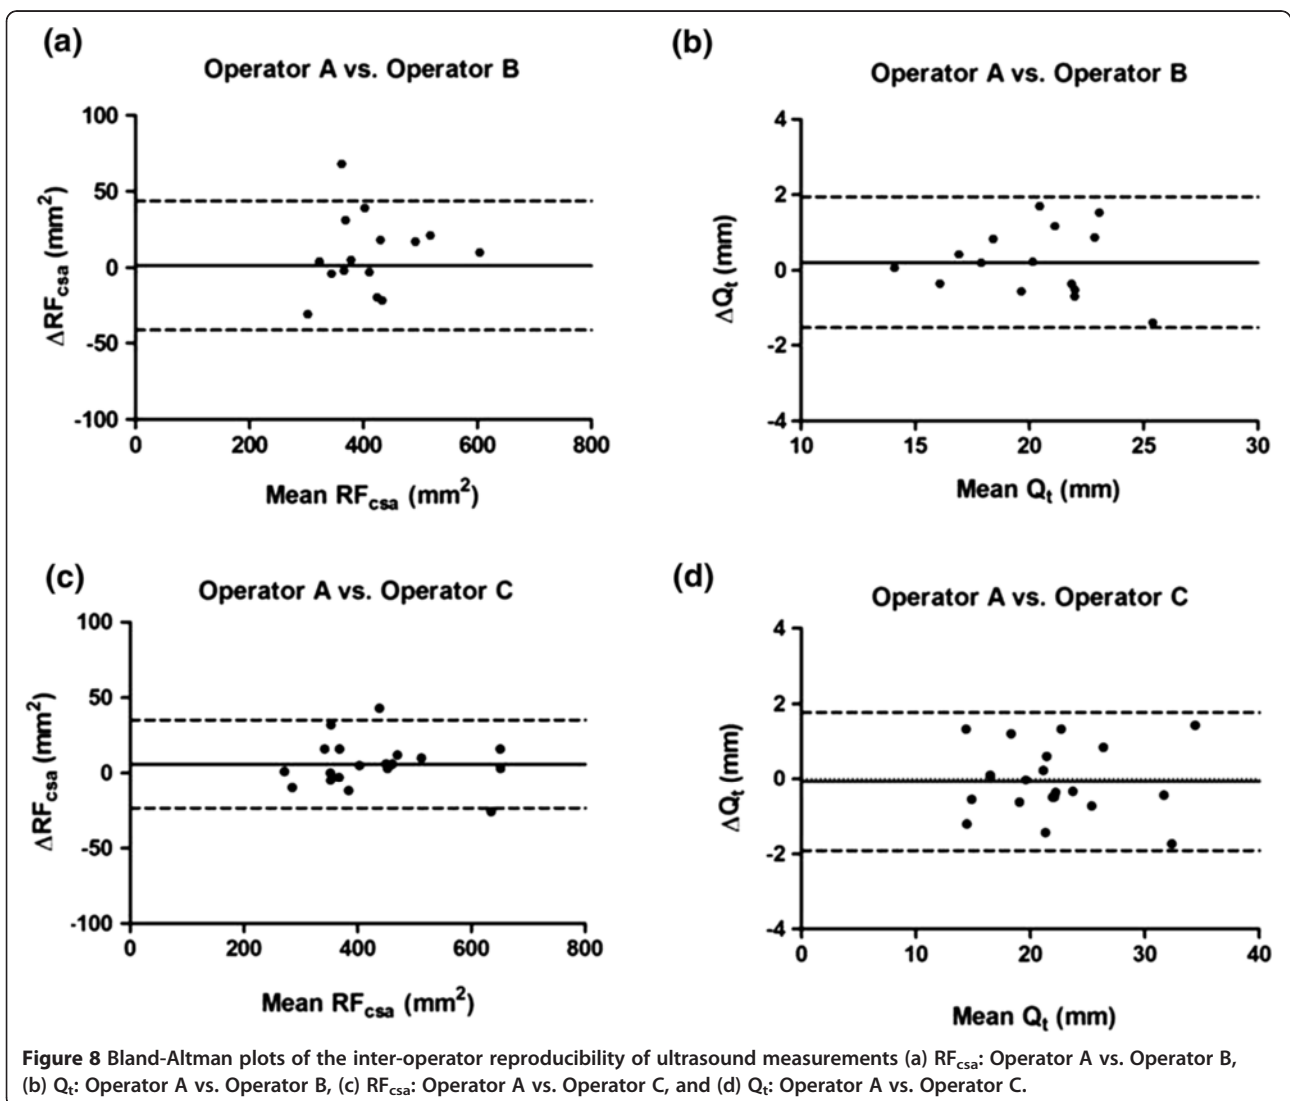 (a)
Operator A vs. Operator B
100
50
0
-50
-100
ΔRFcsa (mm2)
0 200 400 600 800
Mean RFcsa (mm2)
(b)
Operator A vs. Operator B
4
2
0
-2
-4
ΔQt (mm)
10 15 20 25 30
Mean Qt (mm)
(c)
Operator A vs. Operator C
100
50
0
-50
-100
ΔRFcsa (mm2)
0 200 400 600 800
Mean RFcsa (mm2)
(d)
Operator A vs. Operator C
4
2
0
-2
-4
ΔQt (mm)
0 10 20 30 40
Mean Qt (mm)
Figure 8 Bland-Altman plots of the inter-operator reproducibility of ultrasound measurements (a) RFcsa: Operator A vs. Operator B,
(b) Qt: Operator A vs. Operator B, (c) RFcsa: Operator A vs. Operator C, and (d) Qt: Operator A vs. Operator C.